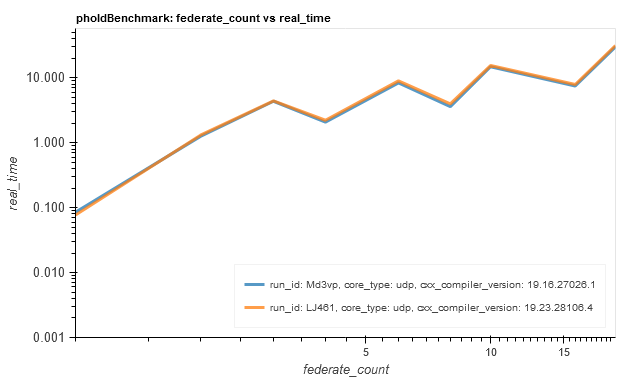 pholdBenchmark: federate_count vs real_time
10.000
1.000
0.100
0.010
0.001
real_time
run_id: Md3vp, core_type: udp, cxx_compiler_version: 19.16.27026.1
run_id: LJ461, core_type: udp, cxx_compiler_version: 19.23.28106.4
5
10
15
federate_count